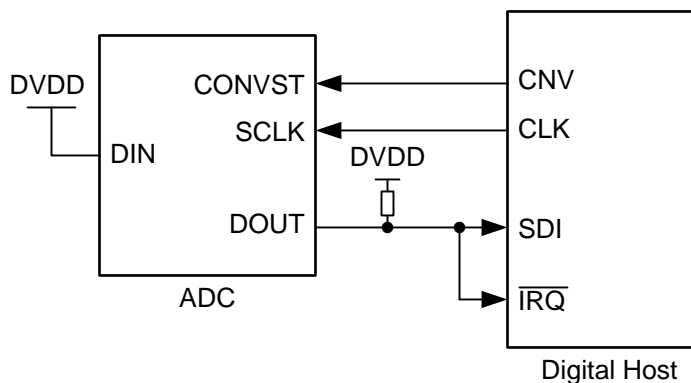 DVDD
DIN
CONVST
SCLK
DOUT
ADC
DVDD
CNV
CLK
SDI
IRQ
Digital Host